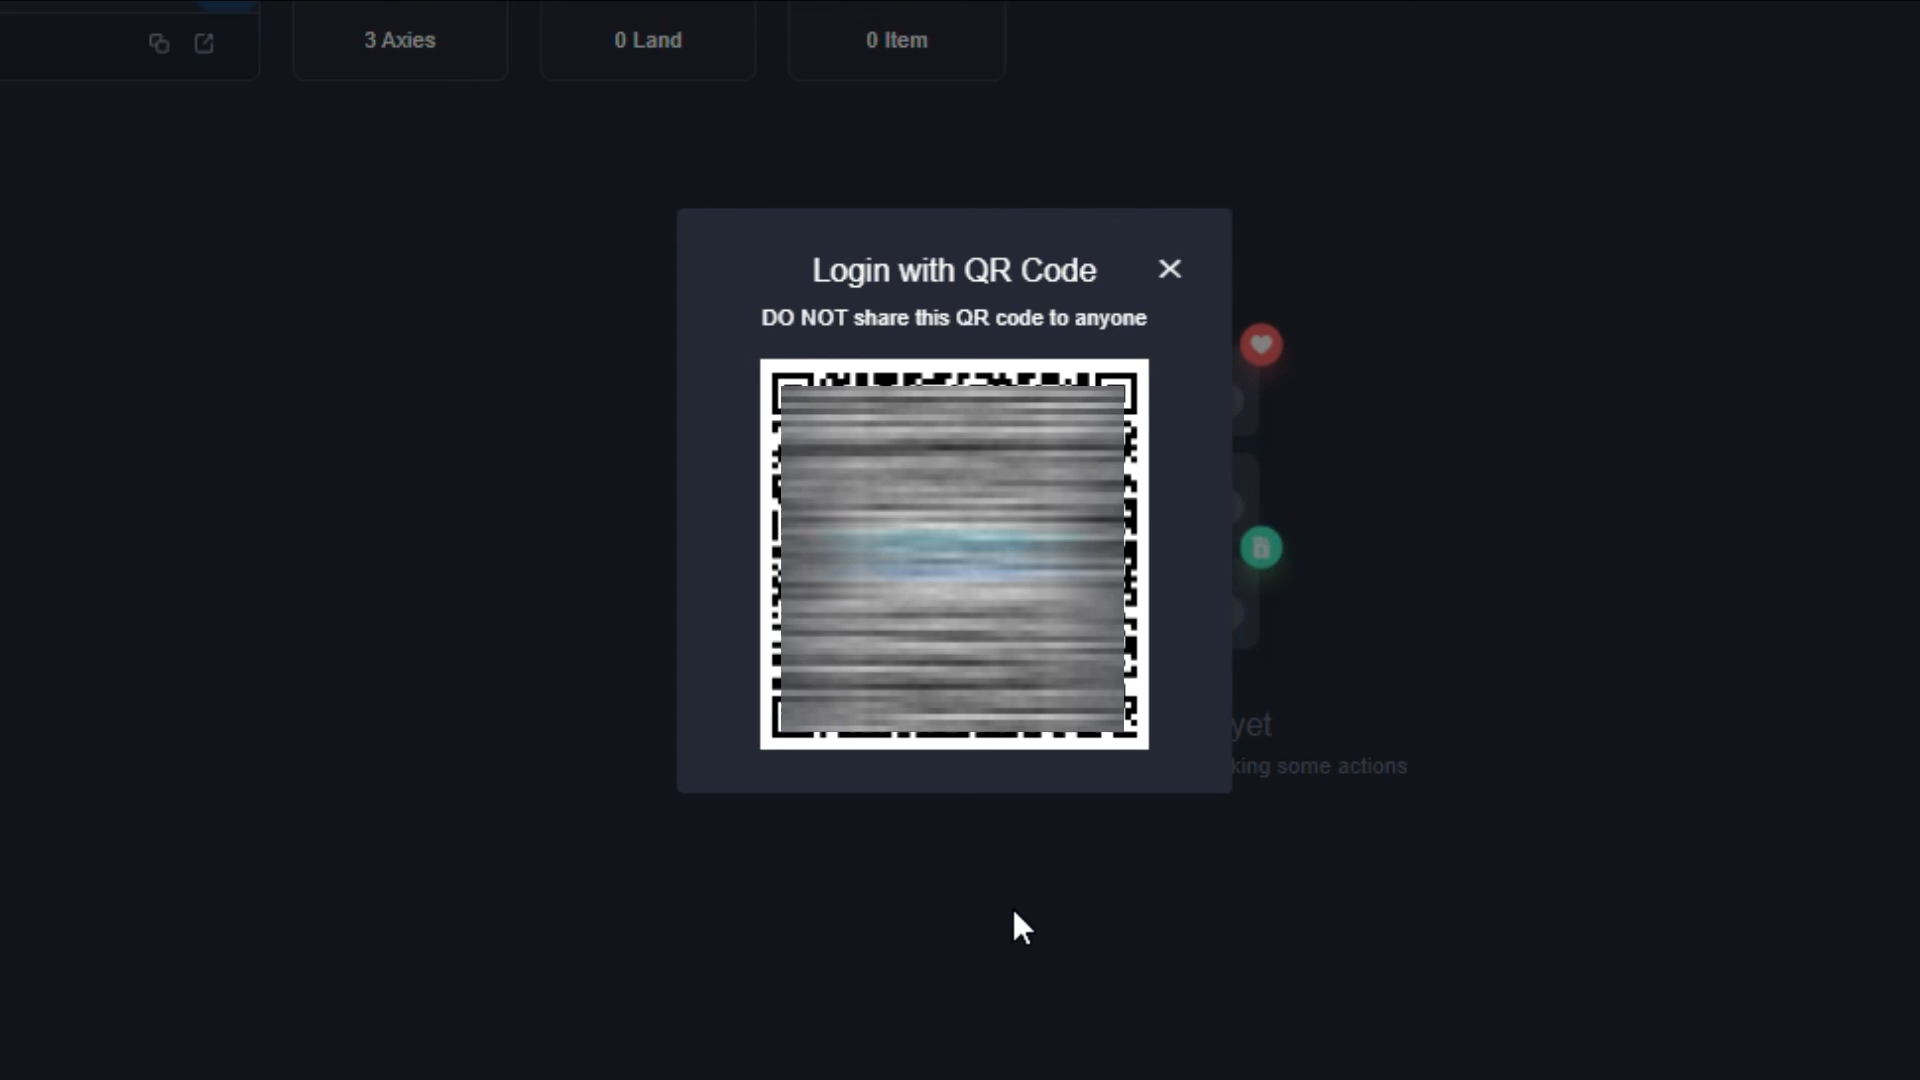 3 Axies
0 Land
0 Item
Login with QR Code
DO NOT share this QR code to anyone
yet
king some actions